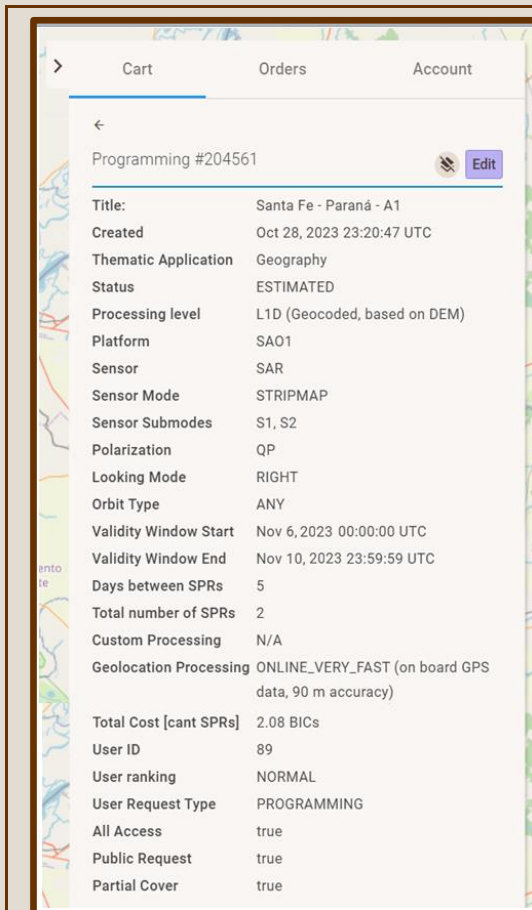 Cart Orders Account
Programming #204561
Edit
Title: Santa Fe - Paraná - A1
Created Oct 28, 2023 23:20:47 UTC
Thematic Application Geography
Status ESTIMATED
Processing level L1D (Geocoded, based on DEM)
Platform SAO1
Sensor SAR
Sensor Mode STRIPMAP
Sensor Submodes S1, S2
Polarization QP
Looking Mode RIGHT
Orbit Type ANY
Validity Window Start Nov 6, 2023 00:00:00 UTC
Validity Window End Nov 10, 2023 23:59:59 UTC
ento
te
Days between SPRs 5
Total number of SPRs 2
Custom Processing N/A
Geolocation Processing ONLINE_VERY_FAST (on board GPS
data, 90 m accuracy)
Total Cost [cant SPRs] 2.08 BICs
User ID 89
User ranking NORMAL
User Request Type PROGRAMMING
All Access true
Public Request true
Partial Cover true